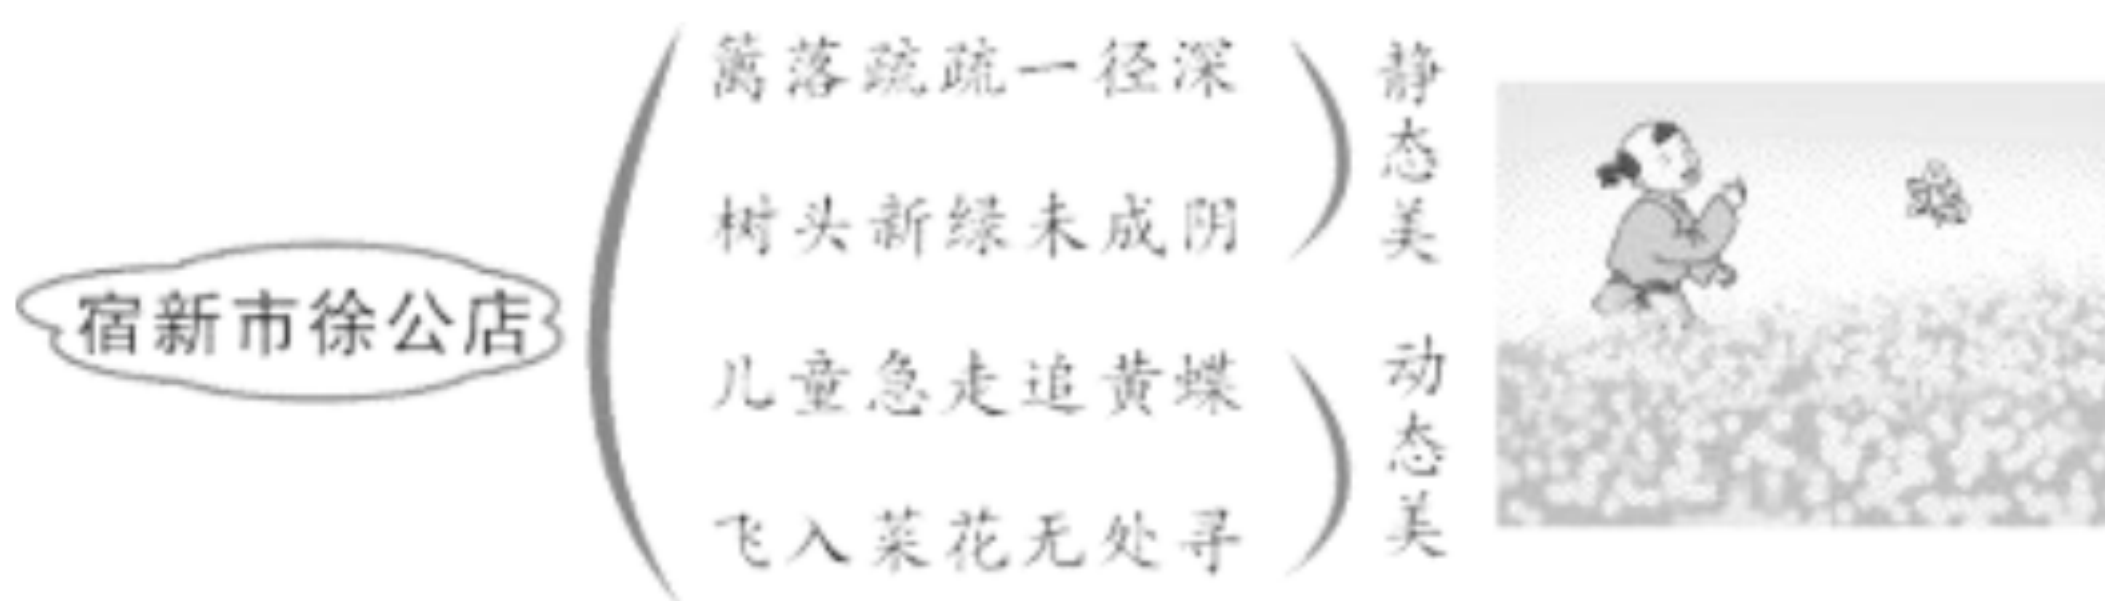 宿新市徐公店
篱落疏疏一径深
树头新绿未成阴
静态美
儿童急走追黄蝶
飞入菜花无处寻
动态美